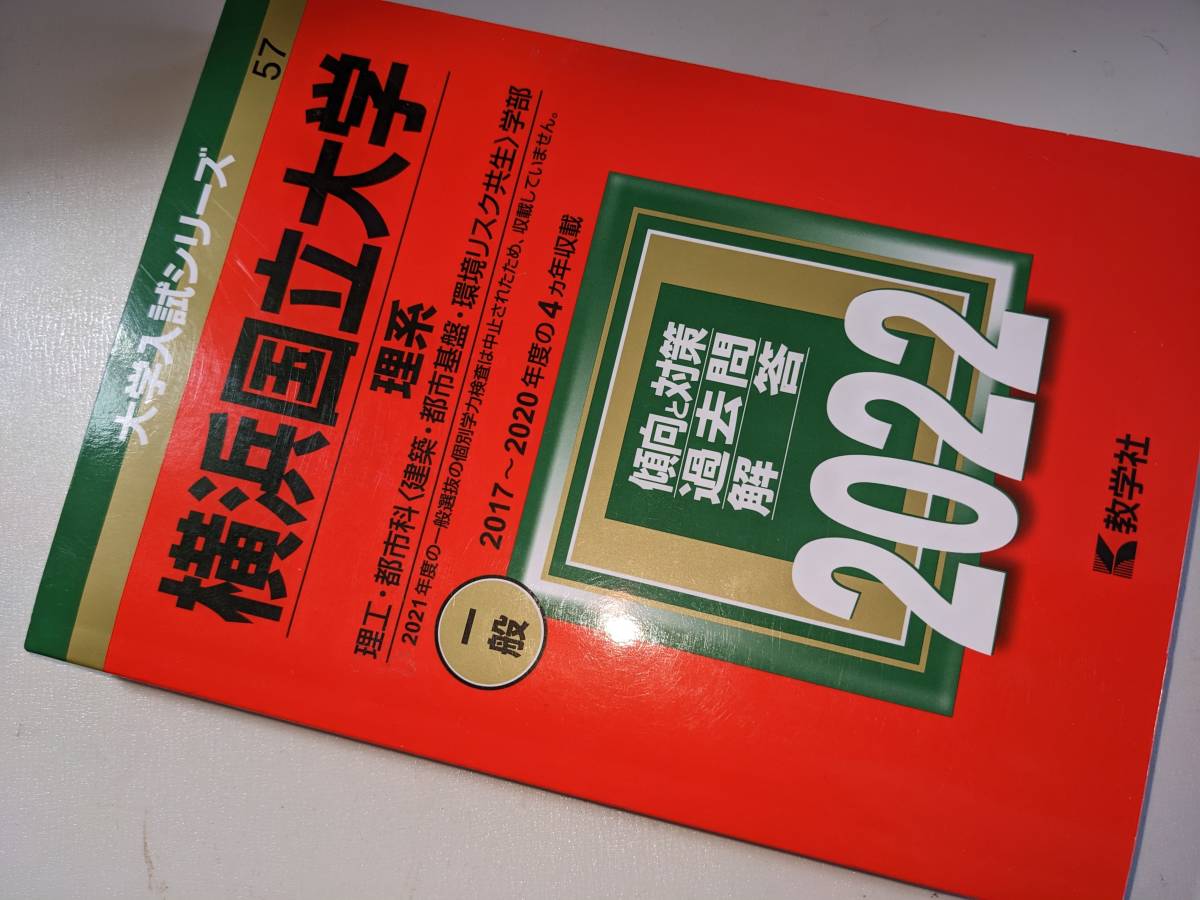 大学入試シリーズ
57
横浜国立大学
理系
理工・都市科〈建築・都市基盤・環境リスク共生〉学部
2021年度の一般選抜の個別学力検査は中止されたため、収載していません。
一般
2017~2020年度の4カ年収載
傾向と対策
過去問
解答
2022
教学社